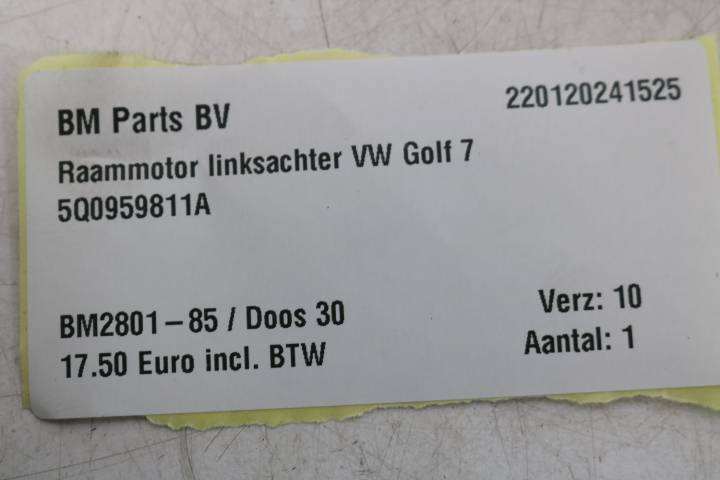 BM Parts BV
220120241525
Raammotor linksachter VW Golf 7
5Q0959811A
BM2801-85 / Doos 30
Verz: 10
17.50 Euro incl. BTW
Aantal: 1